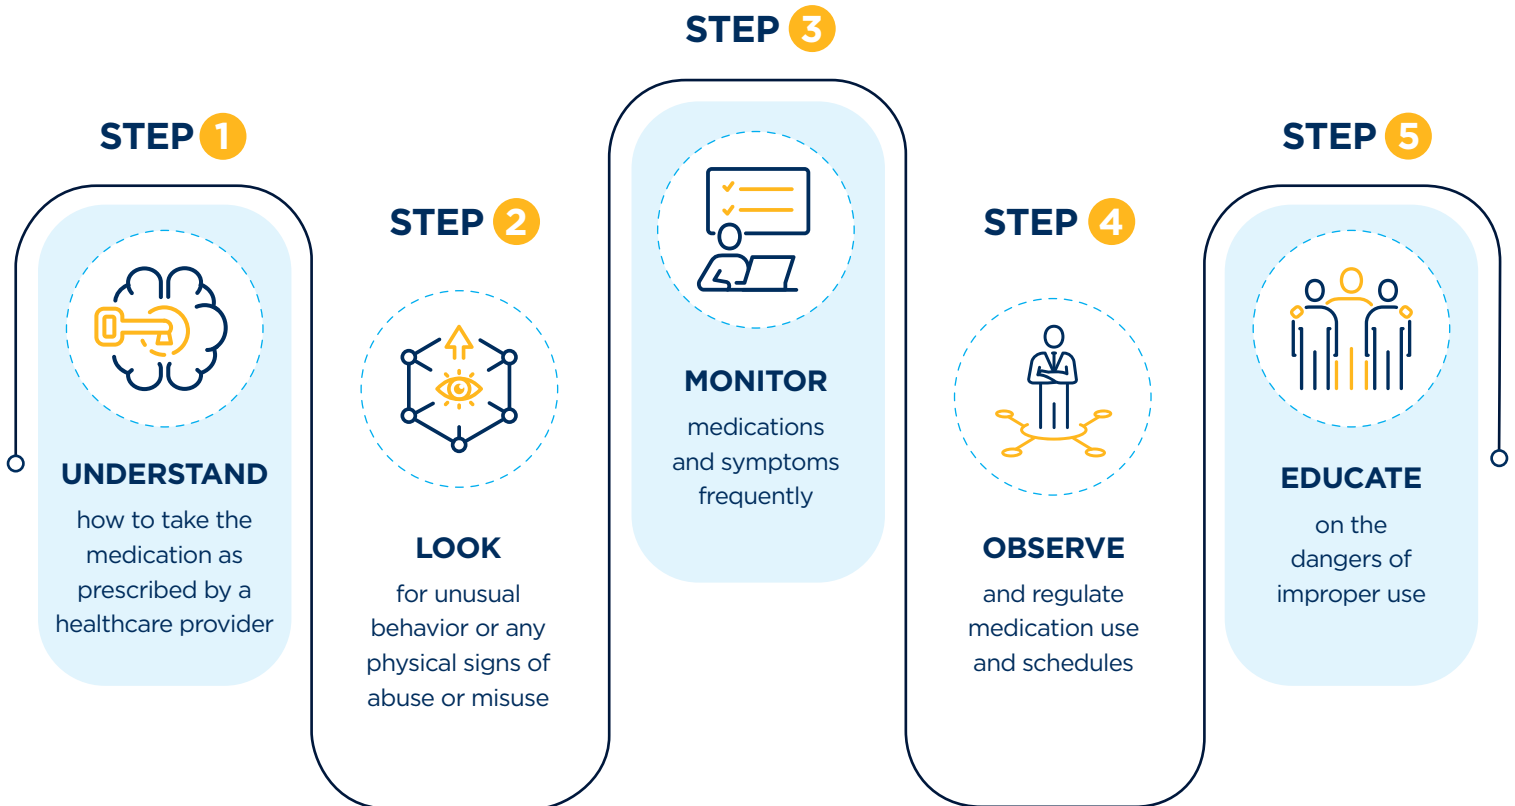 STEP 1
UNDERSTAND
how to take the
medication as
prescribed by a
healthcare provider
STEP 2
LOOK
for unusual
behavior or any
physical signs of
abuse or misuse
STEP 3
MONITOR
medications
and symptoms
frequently
STEP 4
OBSERVE
and regulate
medication use
and schedules
STEP 5
EDUCATE
on the
dangers of
improper use